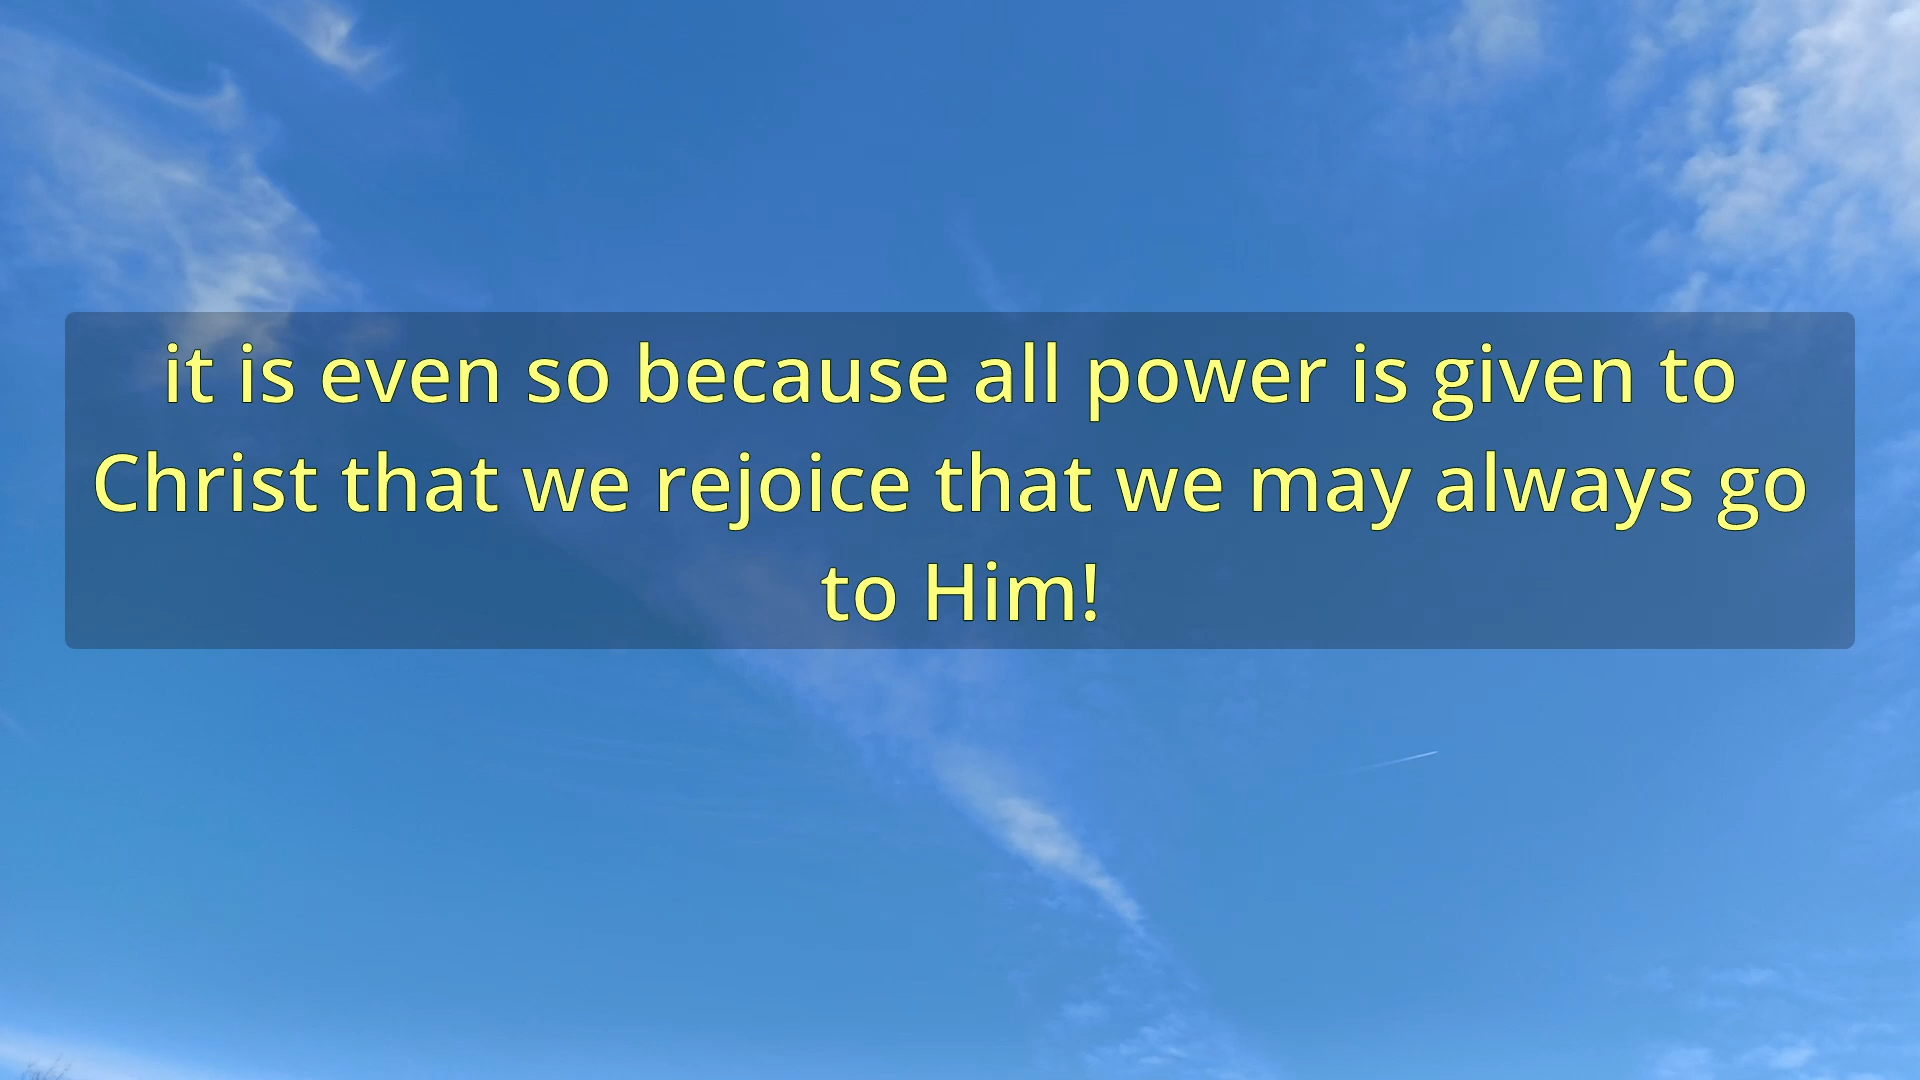 it is even so because all power is given to
Christ that we rejoice that we may always go
to Him!